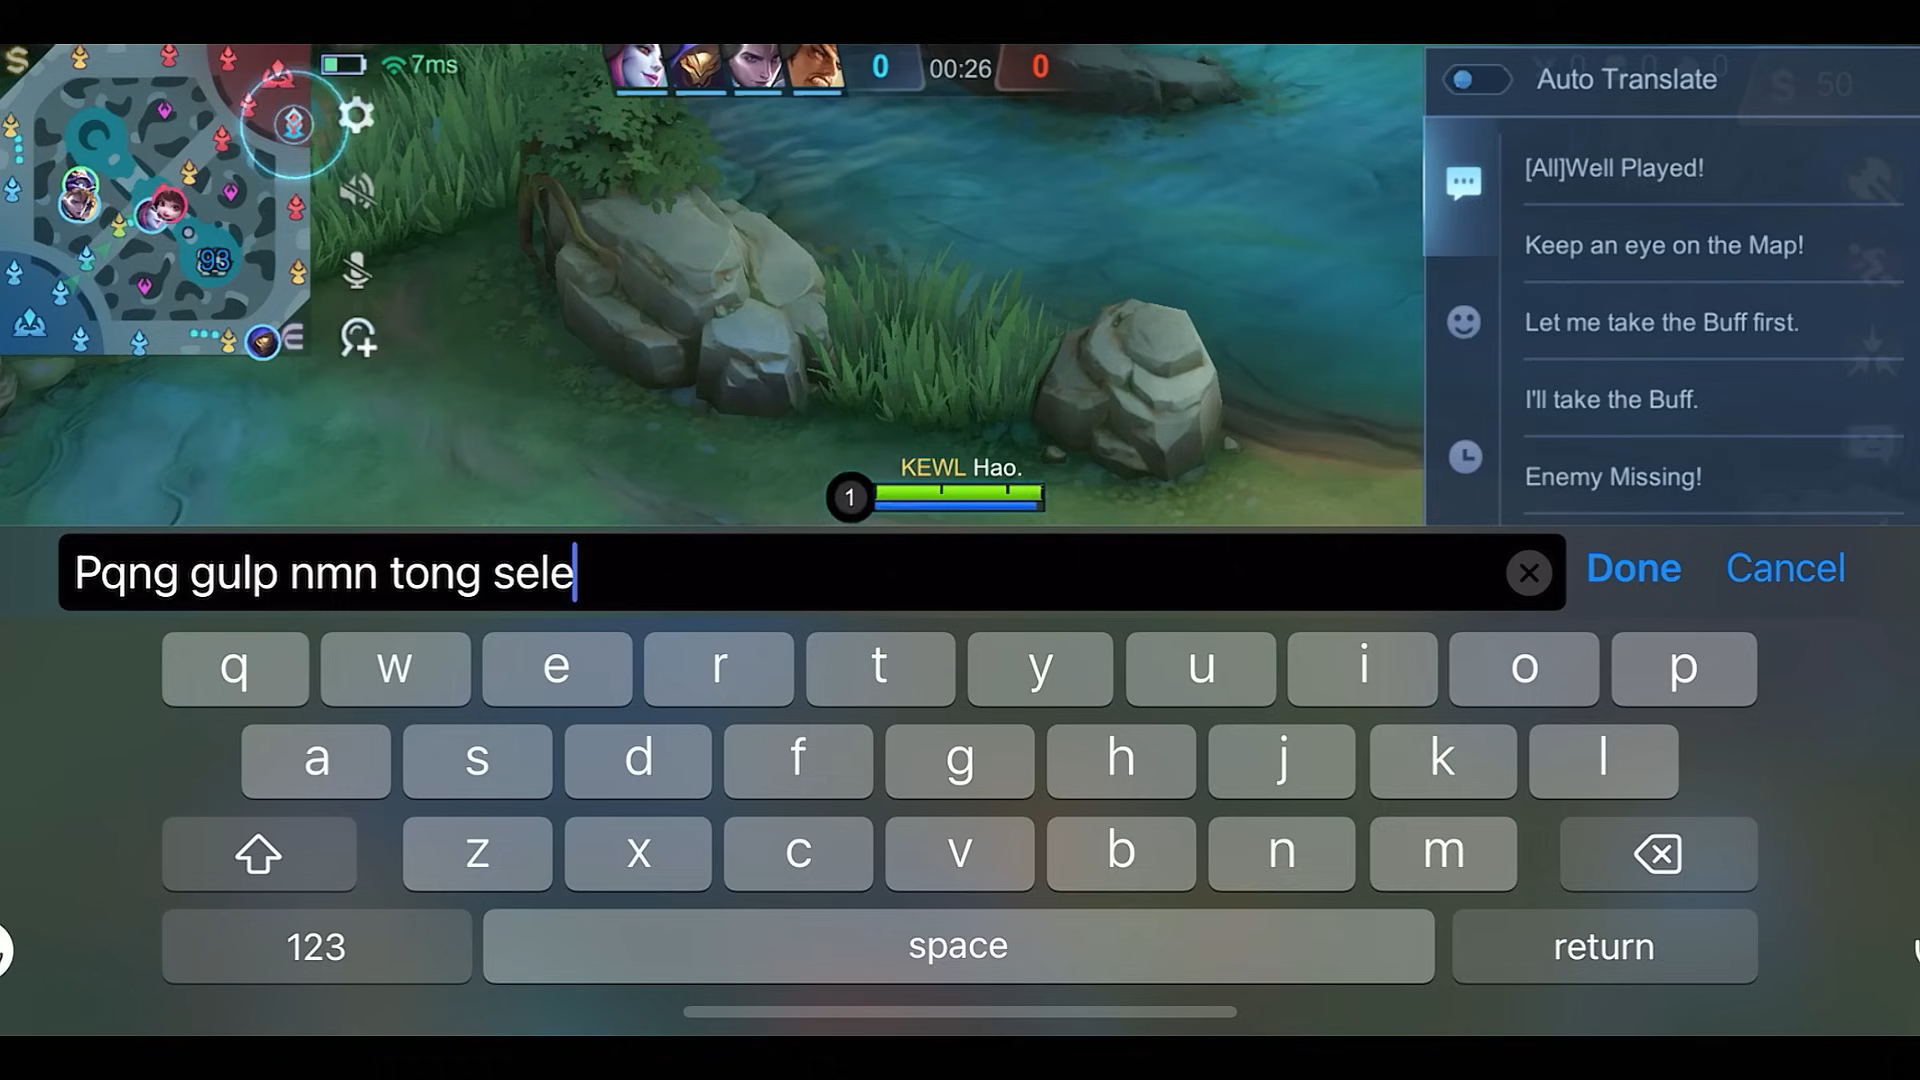 7ms
0
00:26
0
Auto Translate
50
[All]Well Played!
Keep an eye on the Map!
Let me take the Buff first.
I'll take the Buff.
Enemy Missing!
93
KEWL Hao.
1
Pqng gulp nmn tong sele
Done
Cancel
q w e r t y u i o p
a s d f g h j k l
z x c v b n m
123
space
return